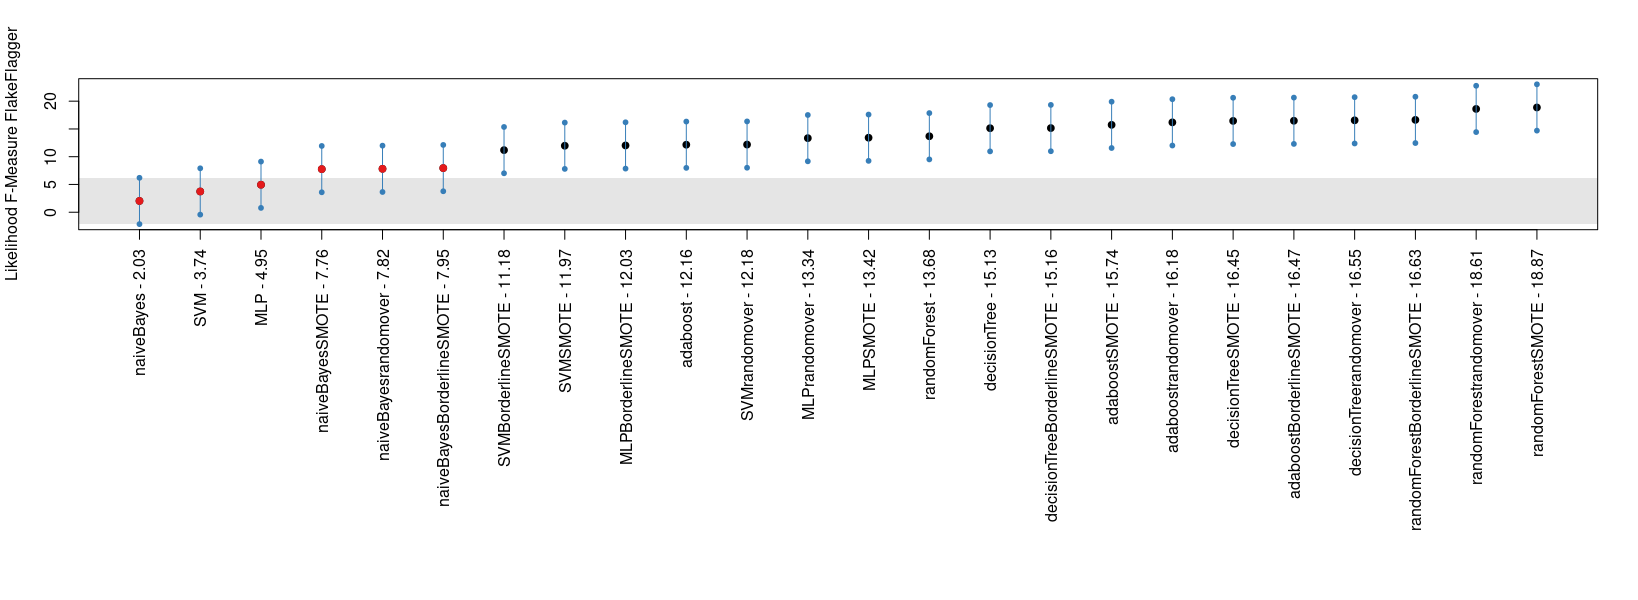 Likelihood F-Measure FlakeFlagger
20
10
5
0
naiveBayes - 2.03
SVM - 3.74
MLP - 4.95
naiveBayesSMOTE - 7.76
naiveBayesrandomover - 7.82
naiveBayesBorderlineSMOTE - 7.95
SVMBorderlineSMOTE - 11.18
SVMSMOTE - 11.97
MLPBorderlineSMOTE - 12.03
adaboost - 12.16
SVMrandomover - 12.18
MLPrandomover - 13.34
MLPSMOTE - 13.42
randomForest - 13.68
decisionTree - 15.13
decisionTreeBorderlineSMOTE - 15.16
adaboostSMOTE - 15.74
adaboostrandomover - 16.18
decisionTreeSMOTE - 16.45
adaboostBorderlineSMOTE - 16.47
decisionTreerandomover - 16.55
randomForestBorderlineSMOTE - 16.63
randomForestrandomover - 18.61
randomForestSMOTE - 18.87